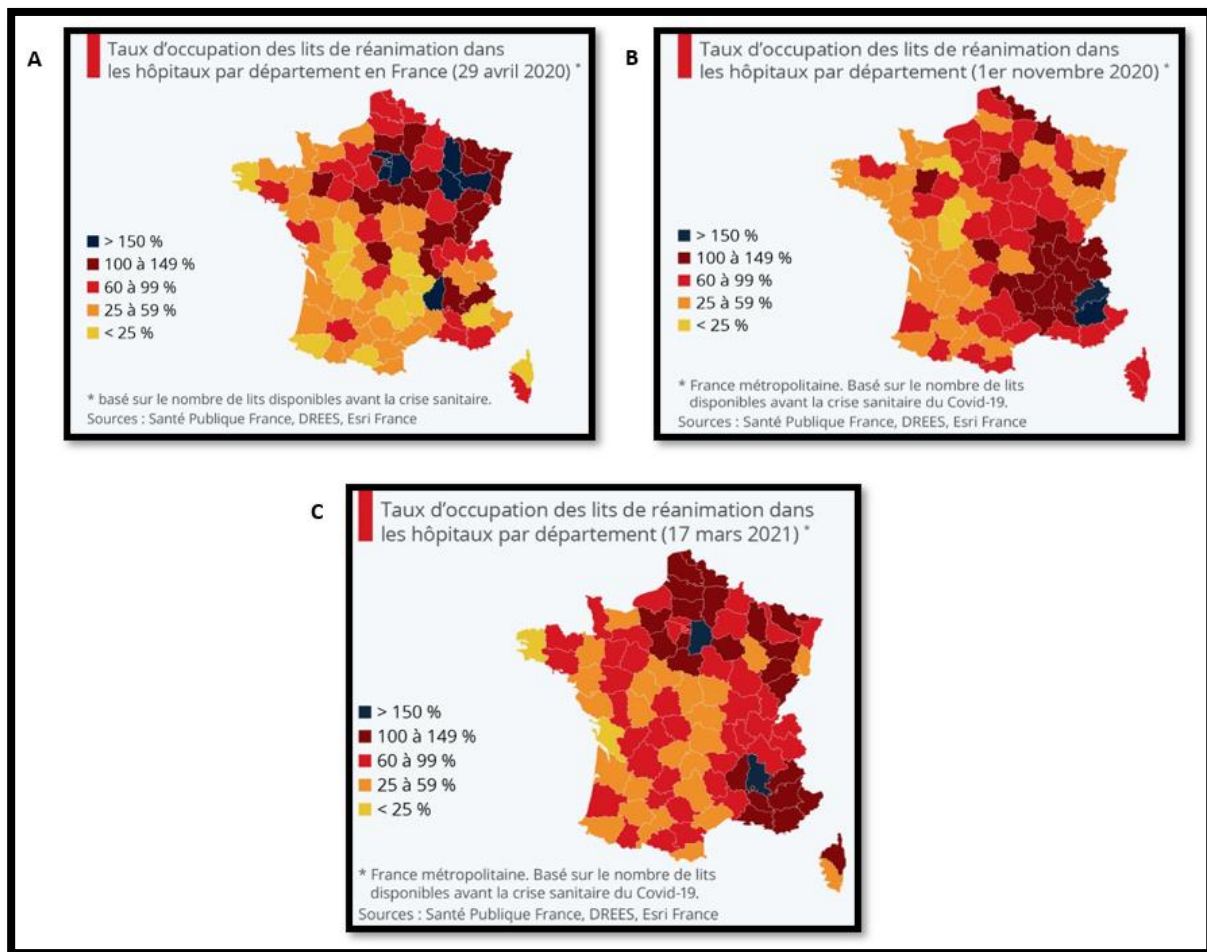 A
Taux d'occupation des lits de réanimation dans
les hôpitaux par département en France (29 avril 2020) *
> 150 %
100 à 149 %
60 à 99 %
25 à 59 %
< 25 %
* basé sur le nombre de lits disponibles avant la crise sanitaire.
Sources : Santé Publique France, DREES, Esri France
B
Taux d'occupation des lits de réanimation dans
les hôpitaux par département (1er novembre 2020) *
> 150 %
100 à 149 %
60 à 99 %
25 à 59 %
< 25 %
* France métropolitaine. Basé sur le nombre de lits
disponibles avant la crise sanitaire du Covid-19.
Sources : Santé Publique France, DREES, Esri France
C
Taux d'occupation des lits de réanimation dans
les hôpitaux par département (17 mars 2021) *
> 150 %
100 à 149 %
60 à 99 %
25 à 59 %
< 25 %
* France métropolitaine. Basé sur le nombre de lits
disponibles avant la crise sanitaire du Covid-19.
Sources : Santé Publique France, DREES, Esri France